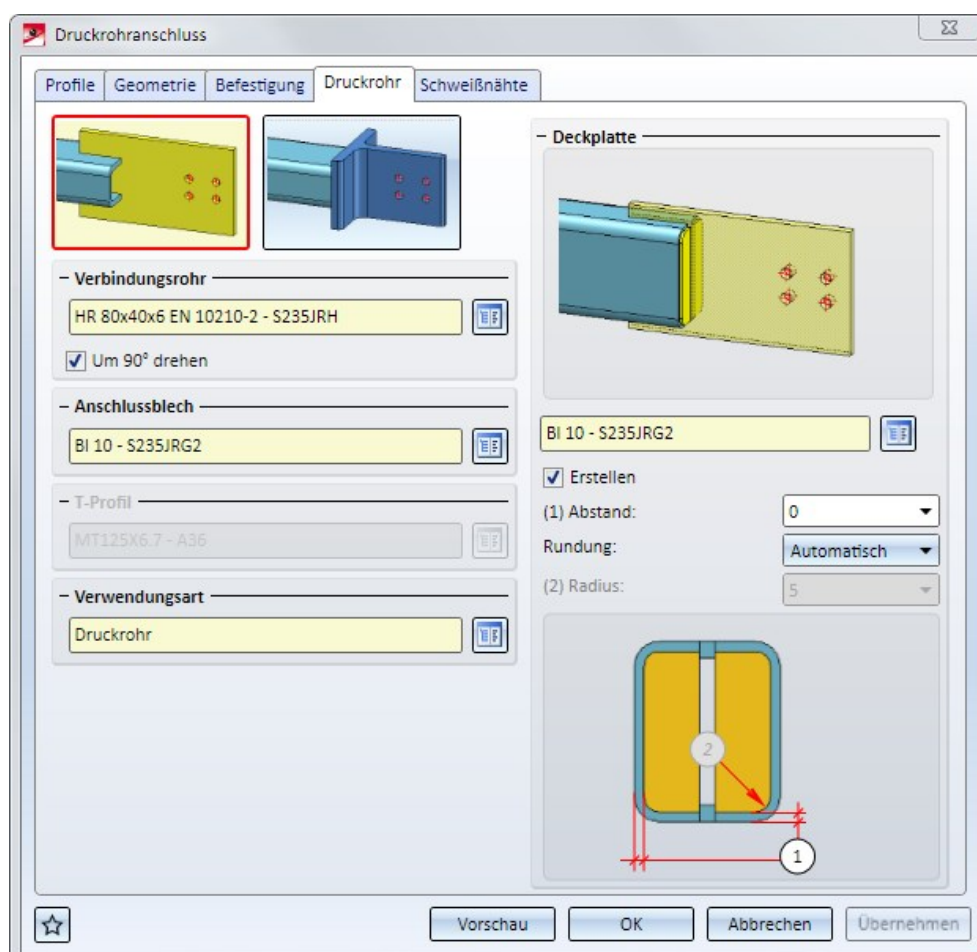 Druckrohranschluss
Profile Geometrie Befestigung Druckrohr Schweißnähte
Verbindungsrohr
HR 80x40x6 EN 10210-2 - S235JRH
Um 90° drehen
Anschlussblech
Bl 10 - S235JRG2
T-Profil
MT125X6.7 - A36
Verwendungsart
Druckrohr
Deckplatte
Bl 10 - S235JRG2
Erstellen
(1) Abstand: 0
Rundung: Automatisch
(2) Radius: 5
2
1
Vorschau OK Abbrechen Übernehmen